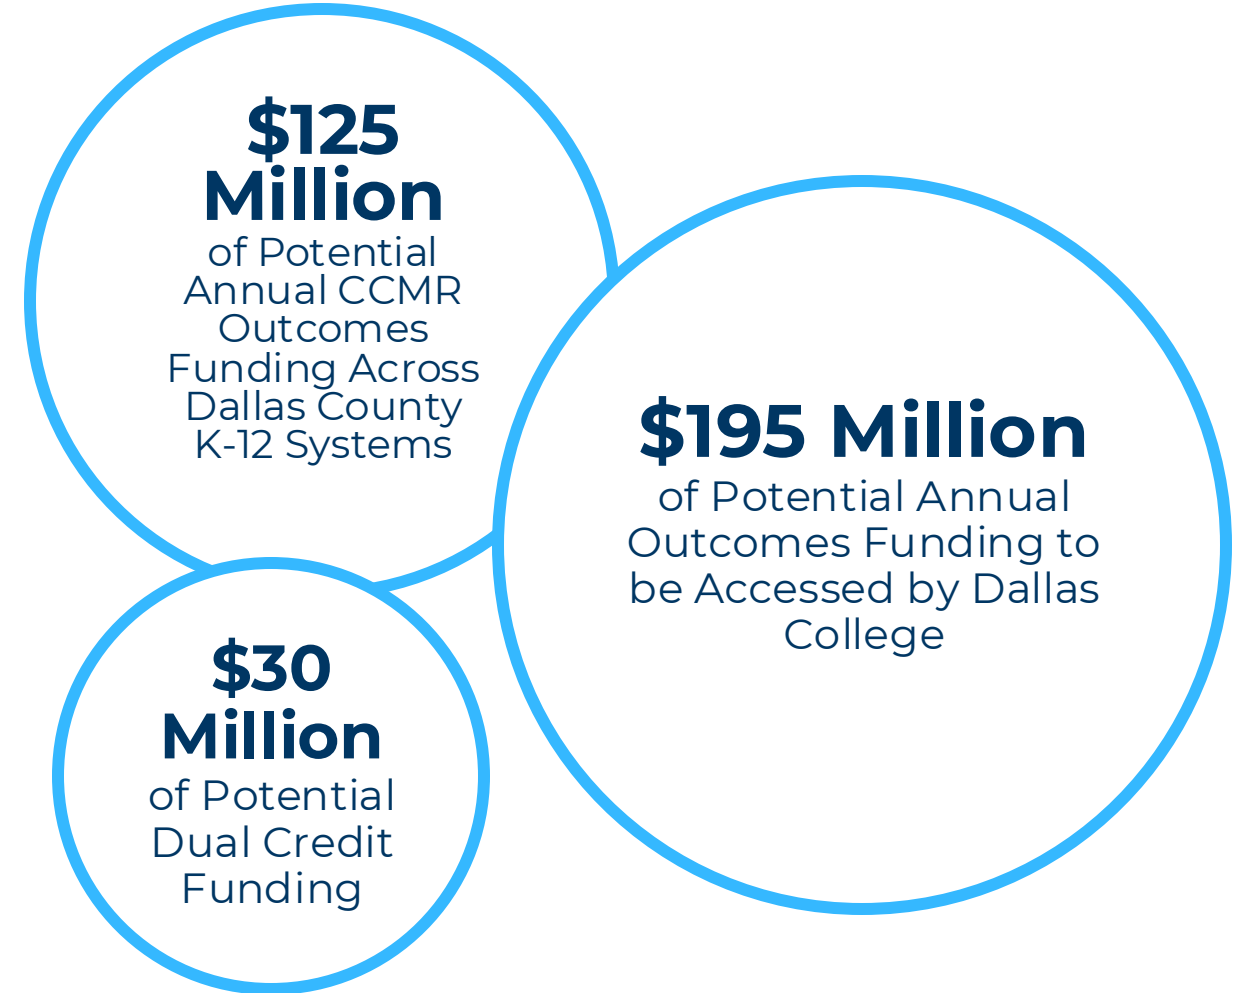 $125
Million
of Potential
Annual CCMR
Outcomes
Funding Across
Dallas County
K-12 Systems
$195 Million
of Potential Annual
Outcomes Funding to
be Accessed by Dallas
College
$30
Million
of Potential
Dual Credit
Funding